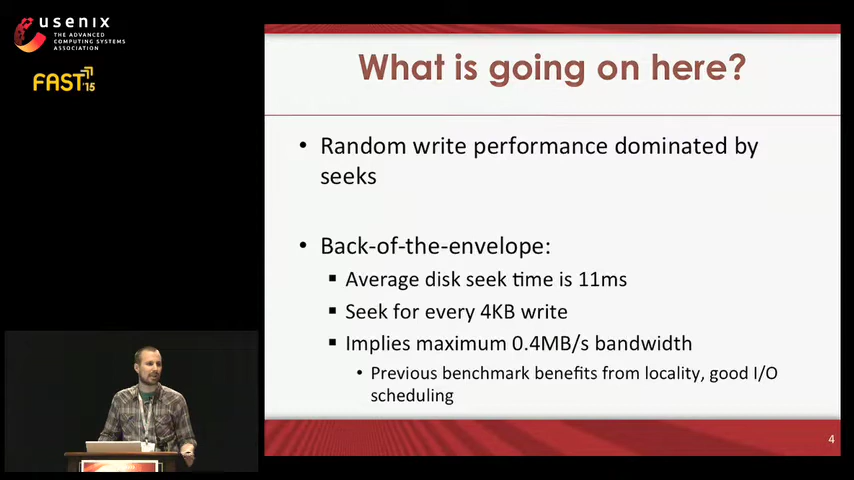 usenix
THE ADVANCED
COMPUTING SYSTEMS
ASSOCIATION
FAST '15
What is going on here?
• Random write performance dominated by
seeks
• Back-of-the-envelope:
▪ Average disk seek time is 11ms
▪ Seek for every 4KB write
▪ Implies maximum 0.4MB/s bandwidth
• Previous benchmark benefits from locality, good I/O
scheduling
4